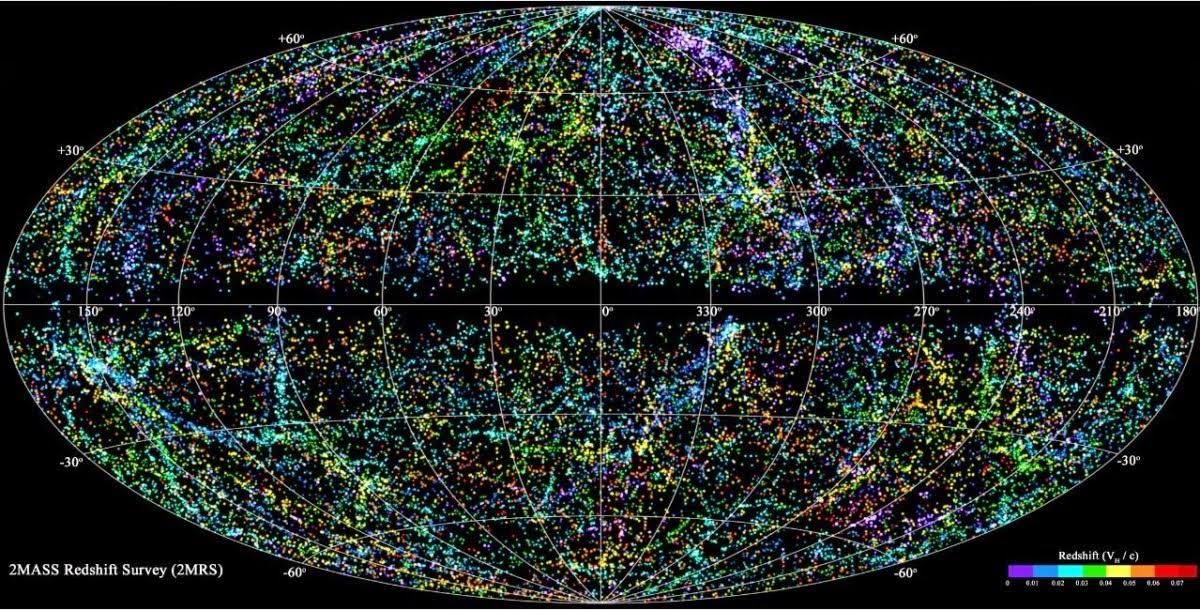 +60° +60°
+30° +30°
150° 120° 90° 60° 30° 0° 330° 300° 270° 240° 210° 180°
-30° -30°
-60° -60°
2MASS Redshift Survey (2MRS)
Redshift (V_H / c)
0 0.01 0.02 0.03 0.04 0.05 0.06 0.07